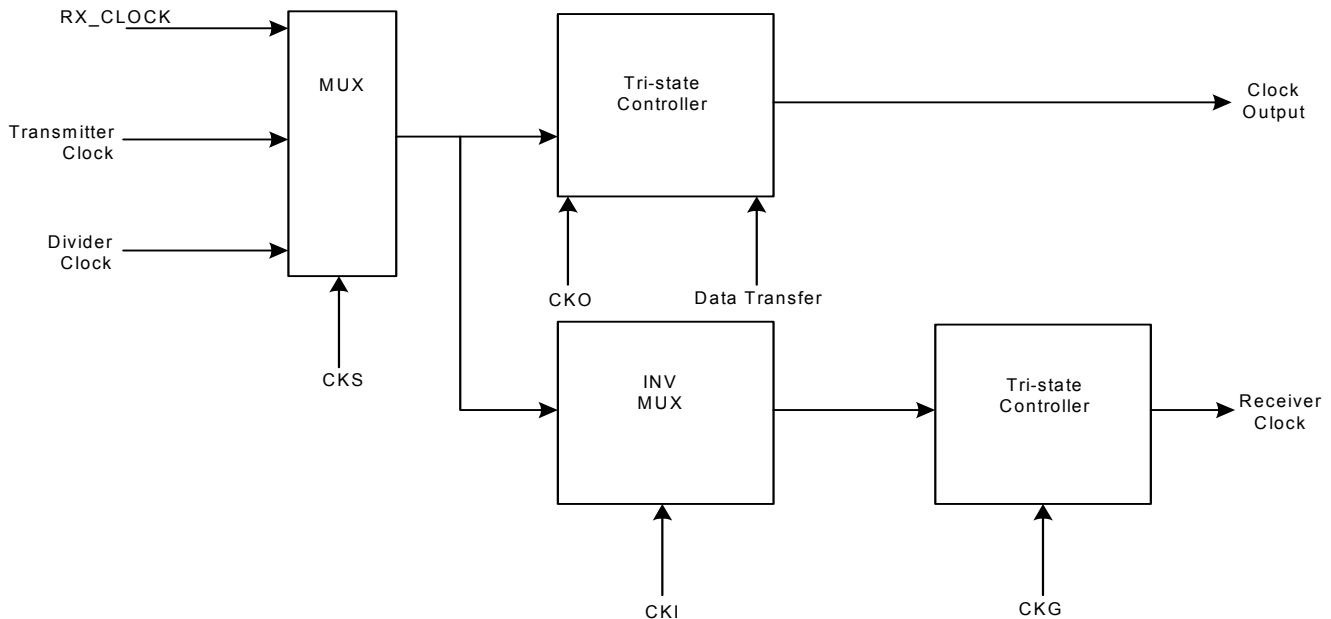 RX_CLOCK
MUX
Tri-state
Controller
Clock
Output
Transmitter
Clock
Divider
Clock
CKO
Data Transfer
CKS
INV
MUX
Tri-state
Controller
Receiver
Clock
CKI
CKG